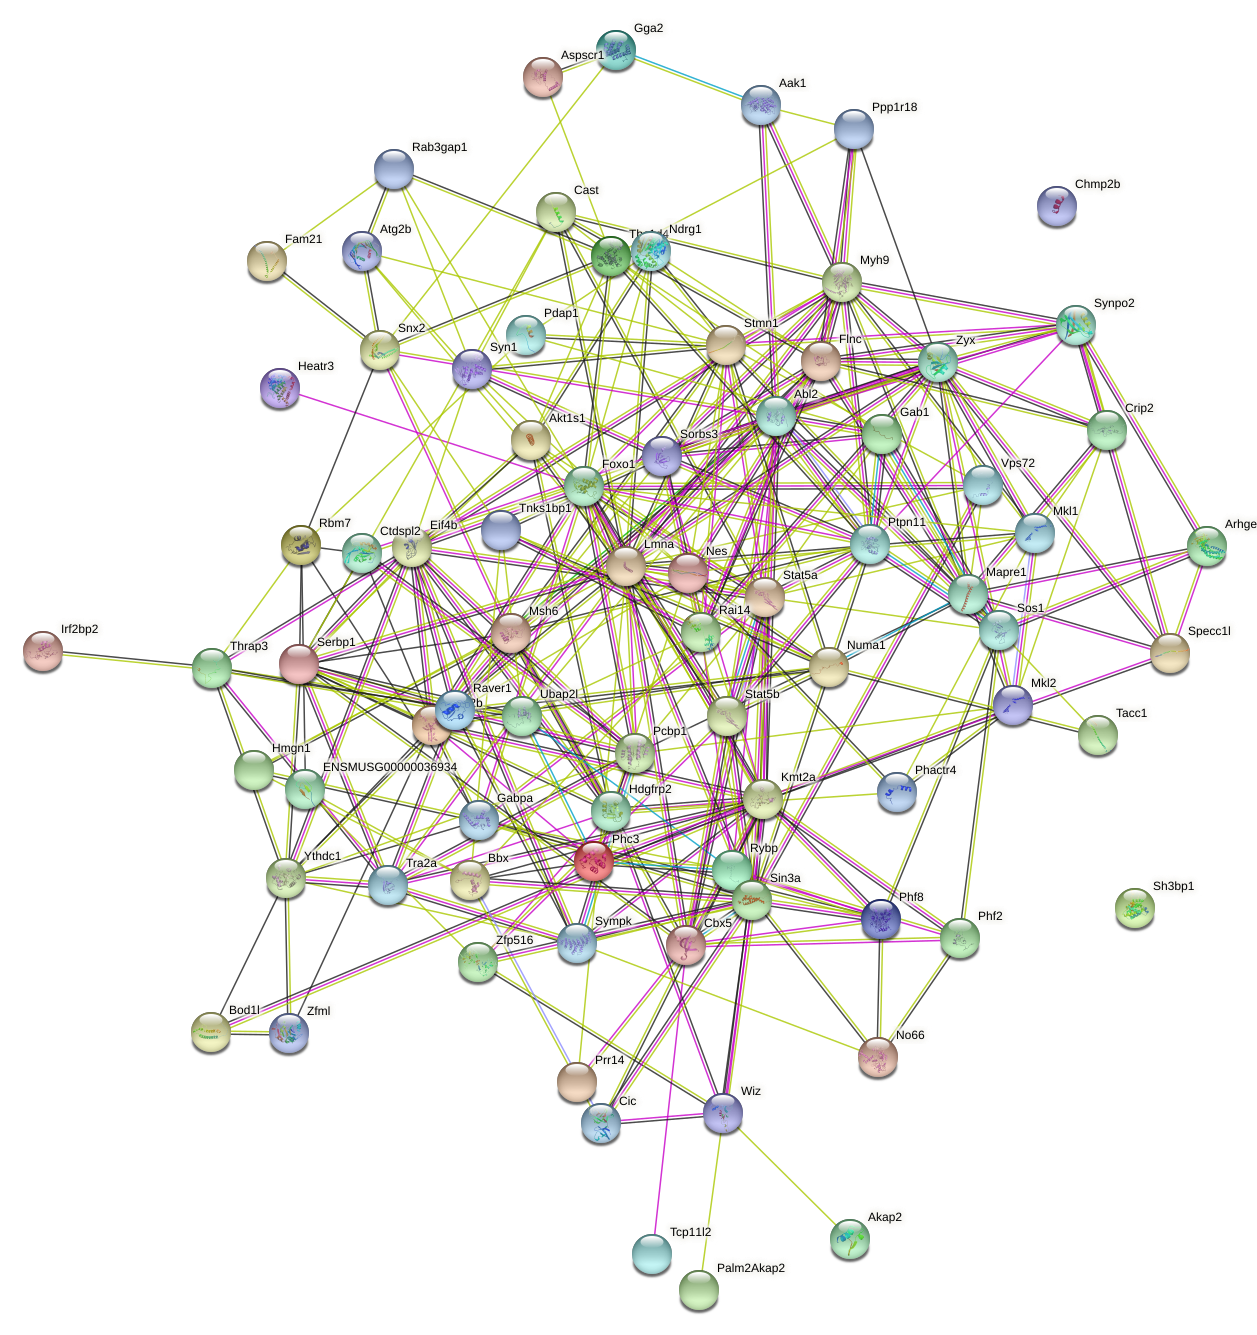 Gga2
Aspscr1
Aak1
Ppp1r18
Rab3gap1
Chmp2b
Cast
Atg2b
Ndrg1
Fam21
Myh9
Synpo2
Pdap1
Stmn1
Snx2
Flnc
Zyx
Syn1
Heatr3
Abl2
Crip2
Gab1
Akt1s1
Sorbs3
Foxo1
Vps72
Tnks1bp1
Mkl1
Rbm7
Ctdspl2
Eif4b
Ptpn11
Arhge
Lmna
Nes
Stat5a
Mapre1
Msh6
Rai14
Sos1
Irf2bp2
Thrap3
Serbp1
Numa1
Specc1l
Raver1
Ubap2l
Stat5b
Mkl2
Tacc1
Pcbp1
Hmgn1
ENSMUSG00000036934
Kmt2a
Phactr4
Gabpa
Hdgfrp2
Phc3
Ythdc1
Tra2a
Bbx
Rybp
Sin3a
Sh3bp1
Phf8
Phf2
Sympk
Cbx5
Zfp516
Bod1l
Zfml
No66
Prr14
Cic
Wiz
Akap2
Tcp11l2
Palm2Akap2